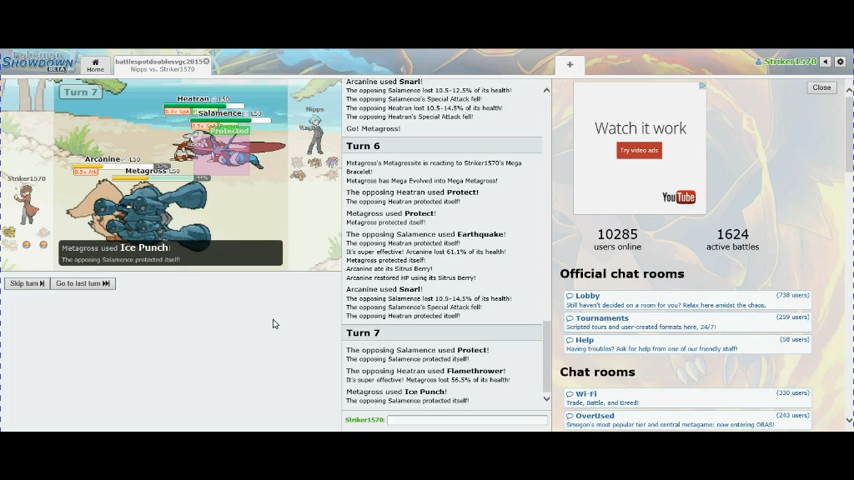 Pokémon
SHOWDOWN
BETA
Home
battlespotdoublesvgc2015
Nipps vs. Striker1570
+
Striker1570
Turn 7
Heatran L50
Salamence L50
Protected
Nipps
Arcanine L50
Metagross L50
Striker1570
Metagross used Ice Punch!
The opposing Salamence protected itself!
Skip turn
Go to last turn
Arcanine used Snarl!
The opposing Salamence lost 10.5-12.5% of its health!
The opposing Salamence's Special Attack fell!
The opposing Heatran lost 10.5-14.5% of its health!
The opposing Heatran's Special Attack fell!
Go! Metagross!
Turn 6
Metagross's Metagrossite is reacting to Striker1570's Mega
Bracelet!
Metagross has Mega Evolved into Mega Metagross!
The opposing Heatran used Protect!
The opposing Heatran protected itself!
Metagross used Protect!
Metagross protected itself!
The opposing Salamence used Earthquake!
The opposing Heatran protected itself!
It's super effective! Arcanine lost 61.1% of its health!
Metagross protected itself!
Arcanine ate its Sitrus Berry!
Arcanine restored HP using its Sitrus Berry!
Arcanine used Snarl!
The opposing Salamence lost 10.5-14.5% of its health!
The opposing Salamence's Special Attack fell!
The opposing Heatran protected itself!
Turn 7
The opposing Salamence used Protect!
The opposing Salamence protected itself!
The opposing Heatran used Flamethrower!
It's super effective! Metagross lost 56.5% of its health!
Metagross used Ice Punch!
The opposing Salamence protected itself!
Striker1570:
Close
Watch it work
Try video ads
YouTube
10285
users online
1624
active battles
Official chat rooms
Lobby
(738 users)
Still haven't decided on a room for you? Relax here amidst the chaos.
Tournaments
(259 users)
Scripted tours and user-created formats here, 24/7!
Help
(58 users)
Having troubles? Ask for help from one of our friendly staff!
Chat rooms
Wi-Fi
(330 users)
Trade, Battle, and Breed!
OverUsed
(243 users)
Smogon's most popular tier and central metagame: now entering ORAS!